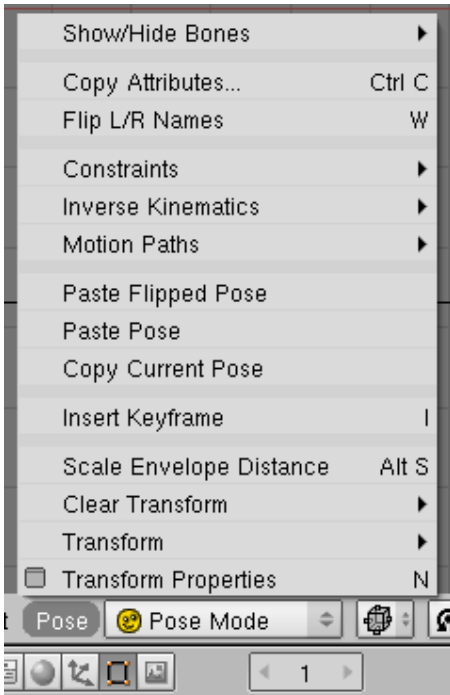 Show/Hide Bones
Copy Attributes... Ctrl C
Flip L/R Names W
Constraints
Inverse Kinematics
Motion Paths
Paste Flipped Pose
Paste Pose
Copy Current Pose
Insert Keyframe I
Scale Envelope Distance Alt S
Clear Transform
Transform
Transform Properties N
Pose Pose Mode
1